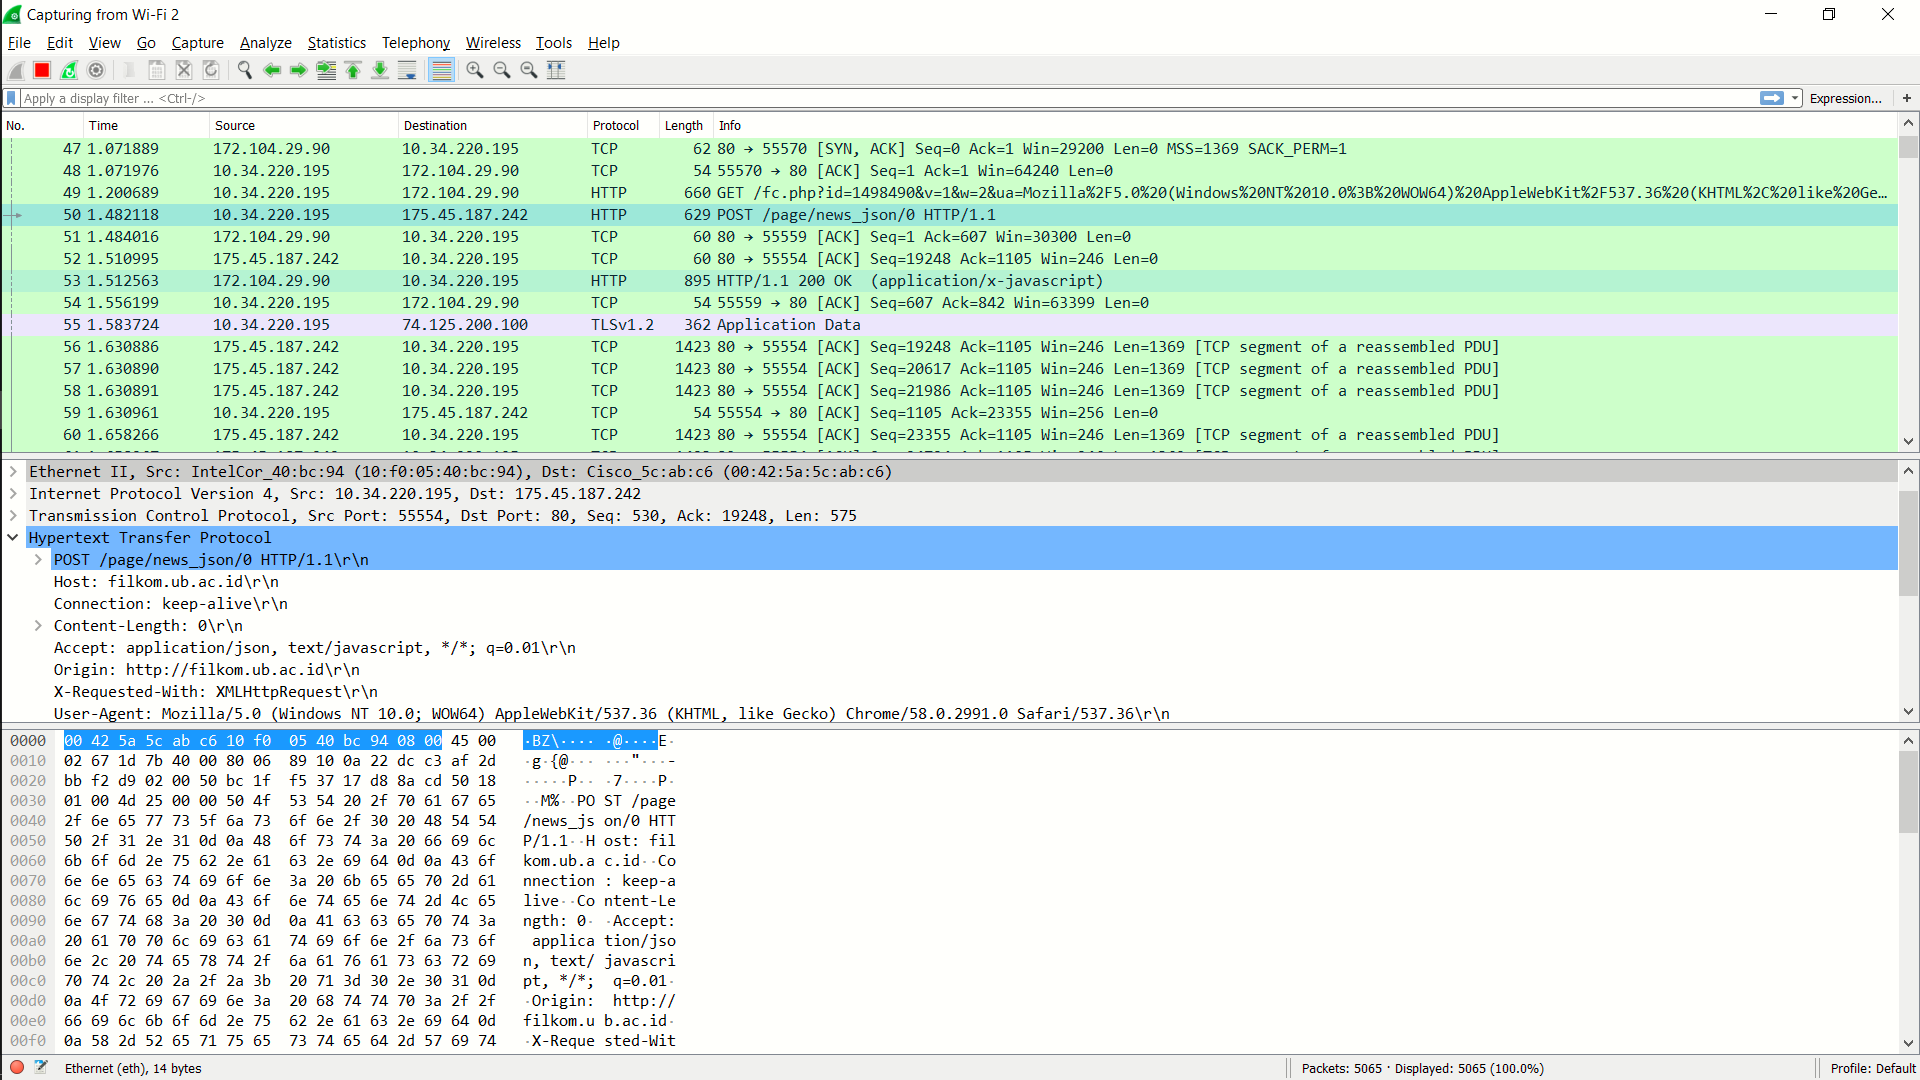 Capturing from Wi-Fi 2
File Edit View Go Capture Analyze Statistics Telephony Wireless Tools Help
Apply a display filter ... <Ctrl-/> Expression... +
No. Time Source Destination Protocol Length Info
47 1.071889 172.104.29.90 10.34.220.195 TCP 62 80 → 55570 [SYN, ACK] Seq=0 Ack=1 Win=29200 Len=0 MSS=1369 SACK_PERM=1
48 1.071976 10.34.220.195 172.104.29.90 TCP 54 55570 → 80 [ACK] Seq=1 Ack=1 Win=64240 Len=0
49 1.200689 10.34.220.195 172.104.29.90 HTTP 660 GET /fc.php?id=1498490&v=1&w=2&ua=Mozilla%2F5.0%20(Windows%20NT%2010.0%3B%20WOW64)%20AppleWebKit%2F537.36%20(KHTML%2C%20like%20Ge…
50 1.482118 10.34.220.195 175.45.187.242 HTTP 629 POST /page/news_json/0 HTTP/1.1
51 1.484016 172.104.29.90 10.34.220.195 TCP 60 80 → 55559 [ACK] Seq=1 Ack=607 Win=30300 Len=0
52 1.510995 175.45.187.242 10.34.220.195 TCP 60 80 → 55554 [ACK] Seq=19248 Ack=1105 Win=246 Len=0
53 1.512563 172.104.29.90 10.34.220.195 HTTP 895 HTTP/1.1 200 OK (application/x-javascript)
54 1.556199 10.34.220.195 172.104.29.90 TCP 54 55559 → 80 [ACK] Seq=607 Ack=842 Win=63399 Len=0
55 1.583724 10.34.220.195 74.125.200.100 TLSv1.2 362 Application Data
56 1.630886 175.45.187.242 10.34.220.195 TCP 1423 80 → 55554 [ACK] Seq=19248 Ack=1105 Win=246 Len=1369 [TCP segment of a reassembled PDU]
57 1.630890 175.45.187.242 10.34.220.195 TCP 1423 80 → 55554 [ACK] Seq=20617 Ack=1105 Win=246 Len=1369 [TCP segment of a reassembled PDU]
58 1.630891 175.45.187.242 10.34.220.195 TCP 1423 80 → 55554 [ACK] Seq=21986 Ack=1105 Win=246 Len=1369 [TCP segment of a reassembled PDU]
59 1.630961 10.34.220.195 175.45.187.242 TCP 54 55554 → 80 [ACK] Seq=1105 Ack=23355 Win=256 Len=0
60 1.658266 175.45.187.242 10.34.220.195 TCP 1423 80 → 55554 [ACK] Seq=23355 Ack=1105 Win=246 Len=1369 [TCP segment of a reassembled PDU]
Ethernet II, Src: IntelCor_40:bc:94 (10:f0:05:40:bc:94), Dst: Cisco_5c:ab:c6 (00:42:5a:5c:ab:c6)
Internet Protocol Version 4, Src: 10.34.220.195, Dst: 175.45.187.242
Transmission Control Protocol, Src Port: 55554, Dst Port: 80, Seq: 530, Ack: 19248, Len: 575
Hypertext Transfer Protocol
POST /page/news_json/0 HTTP/1.1\r\n
Host: filkom.ub.ac.id\r\n
Connection: keep-alive\r\n
Content-Length: 0\r\n
Accept: application/json, text/javascript, */*; q=0.01\r\n
Origin: http://filkom.ub.ac.id\r\n
X-Requested-With: XMLHttpRequest\r\n
User-Agent: Mozilla/5.0 (Windows NT 10.0; WOW64) AppleWebKit/537.36 (KHTML, like Gecko) Chrome/58.0.2991.0 Safari/537.36\r\n
0000 00 42 5a 5c ab c6 10 f0 05 40 bc 94 08 00 45 00 ·BZ\···· ·@····E·
0010 02 67 1d 7b 40 00 80 06 89 10 0a 22 dc c3 af 2d ·g·{@··· ···"···-
0020 bb f2 d9 02 00 50 bc 1f f5 37 17 d8 8a cd 50 18 ·····P·· ·7····P·
0030 01 00 4d 25 00 00 50 4f 53 54 20 2f 70 61 67 65 ··M%··PO ST /page
0040 2f 6e 65 77 73 5f 6a 73 6f 6e 2f 30 20 48 54 54 /news_js on/0 HTT
0050 50 2f 31 2e 31 0d 0a 48 6f 73 74 3a 20 66 69 6c P/1.1··H ost: fil
0060 6b 6f 6d 2e 75 62 2e 61 63 2e 69 64 0d 0a 43 6f kom.ub.a c.id··Co
0070 6e 6e 65 63 74 69 6f 6e 3a 20 6b 65 65 70 2d 61 nnection : keep-a
0080 6c 69 76 65 0d 0a 43 6f 6e 74 65 6e 74 2d 4c 65 live··Co ntent-Le
0090 6e 67 74 68 3a 20 30 0d 0a 41 63 63 65 70 74 3a ngth: 0· ·Accept:
00a0 20 61 70 70 6c 69 63 61 74 69 6f 6e 2f 6a 73 6f applica tion/jso
00b0 6e 2c 20 74 65 78 74 2f 6a 61 76 61 73 63 72 69 n, text/ javascri
00c0 70 74 2c 20 2a 2f 2a 3b 20 71 3d 30 2e 30 31 0d pt, */*; q=0.01·
00d0 0a 4f 72 69 67 69 6e 3a 20 68 74 74 70 3a 2f 2f ·Origin: http://
00e0 66 69 6c 6b 6f 6d 2e 75 62 2e 61 63 2e 69 64 0d filkom.u b.ac.id·
00f0 0a 58 2d 52 65 71 75 65 73 74 65 64 2d 57 69 74 ·X-Reque sted-Wit
Ethernet (eth), 14 bytes Packets: 5065 · Displayed: 5065 (100.0%) Profile: Default